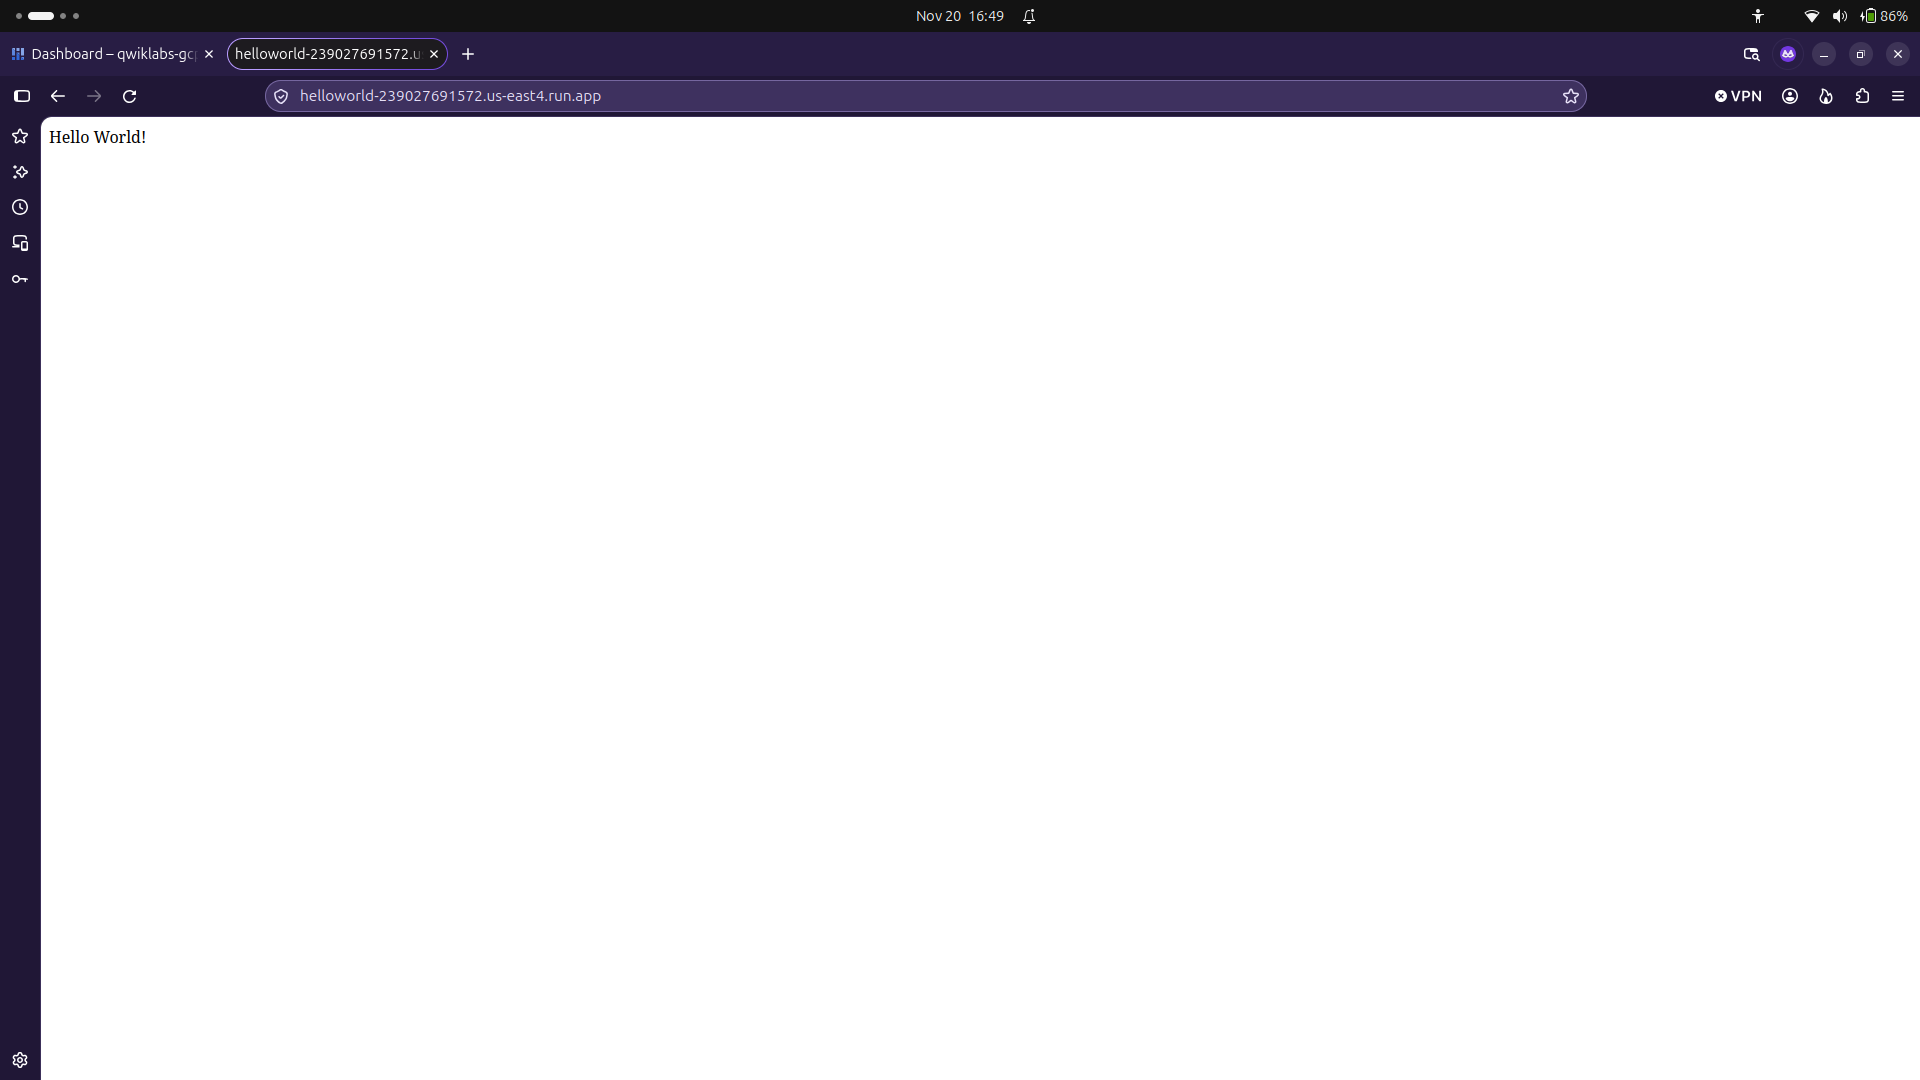 Nov 20 16:49
86%
Dashboard – qwiklabs-gc
helloworld-239027691572.u
helloworld-239027691572.us-east4.run.app
VPN
Hello World!